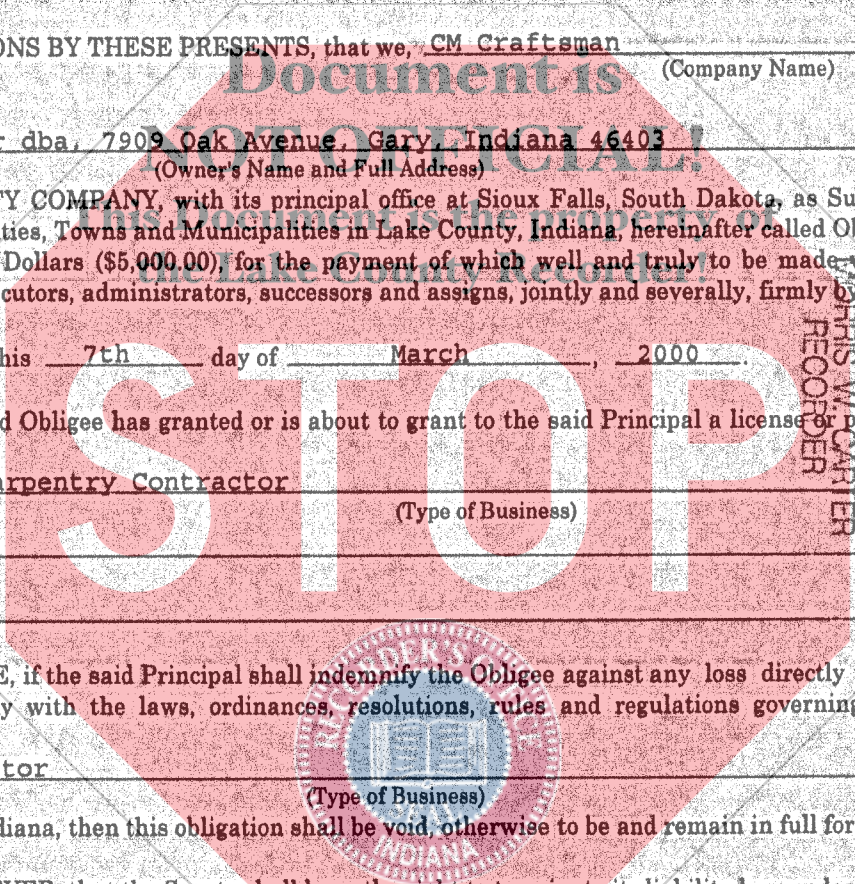 ONS BY THESE PRESENTS, that we, CM Craftsman
(Company Name)
Document is
r dba, 7909 Oak Avenue, Gary, Indiana 46403
NOT OFFICIAL!
(Owner's Name and Full Address)
TY COMPANY, with its principal office at Sioux Falls, South Dakota, as Su
This Document is the property of
ties, Towns and Municipalities in Lake County, Indiana, hereinafter called Ob
Dollars ($5,000.00), for the payment of which well and truly to be made, w
the Lake County Recorder!
cutors, administrators, successors and assigns, jointly and severally, firmly by
his 7th day of March, 2000.
STOP
d Obligee has granted or is about to grant to the said Principal a license or p
arpentry Contractor
(Type of Business)
RIS W. CARTER
RECORDER
E, if the said Principal shall indemnify the Obligee against any loss directly
y with the laws, ordinances, resolutions, rules and regulations governing
RECORDER'S OFFICE
SEAL
INDIANA
tor
(Type of Business)
diana, then this obligation shall be void, otherwise to be and remain in full for